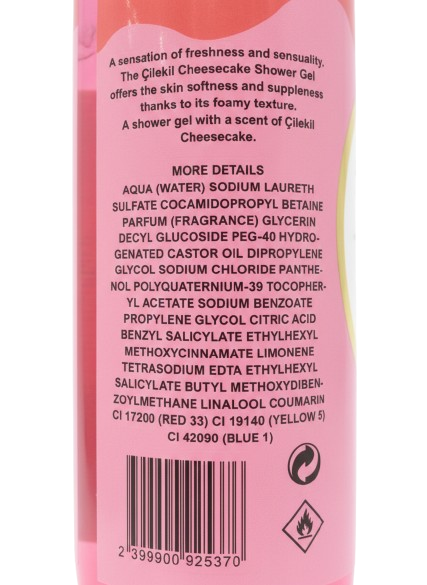 A sensation of freshness and sensuality.
The Çilekil Cheesecake Shower Gel
offers the skin softness and suppleness
thanks to its foamy texture.
A shower gel with a scent of Çilekil
Cheesecake.
MORE DETAILS
AQUA (WATER) SODIUM LAURETH
SULFATE COCAMIDOPROPYL BETAINE
PARFUM (FRAGRANCE) GLYCERIN
DECYL GLUCOSIDE PEG-40 HYDRO-
GENATED CASTOR OIL DIPROPYLENE
GLYCOL SODIUM CHLORIDE PANTHE-
NOL POLYQUATERNIUM-39 TOCOPHER-
YL ACETATE SODIUM BENZOATE
PROPYLENE GLYCOL CITRIC ACID
BENZYL SALICYLATE ETHYLHEXYL
METHOXYCINNAMATE LIMONENE
TETRASODIUM EDTA ETHYLHEXYL
SALICYLATE BUTYL METHOXYDIBEN-
ZOYLMETHANE LINALOOL COUMARIN
CI 17200 (RED 33) CI 19140 (YELLOW 5)
CI 42090 (BLUE 1)
2 399900 925370